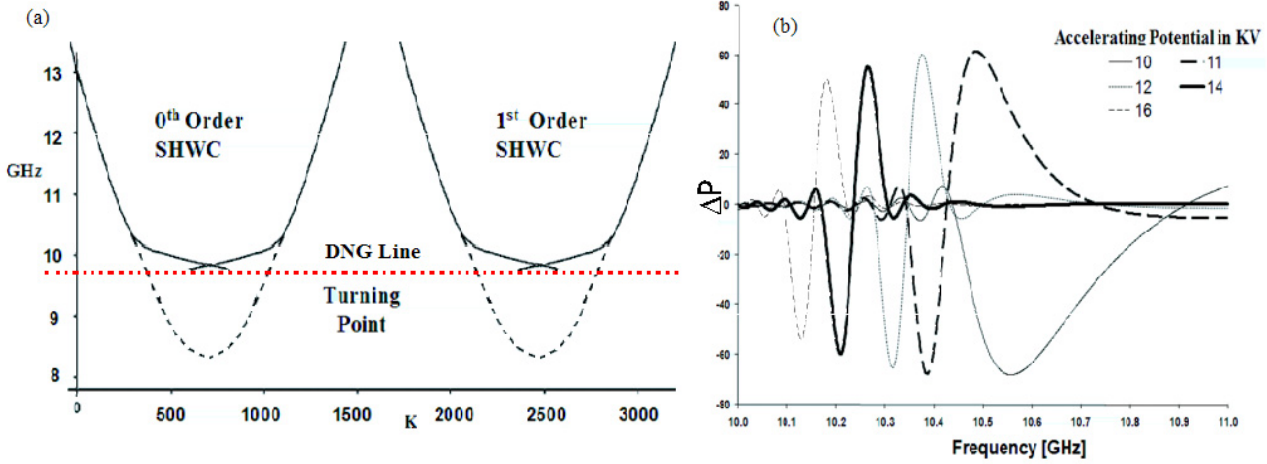 (a)
13
12
11
10
9
8
GHz
0th Order
SHWC
1st Order
SHWC
DNG Line
Turning
Point
0
500
1000
1500
2000
2500
3000
K
(b)
Accelerating Potential in KV
10
11
12
14
16
80
60
40
20
0
-20
-40
-60
-80
ΔP
10.0 10.1 10.2 10.3 10.4 10.5 10.6 10.7 10.8 10.9 11.0
Frequency [GHz]